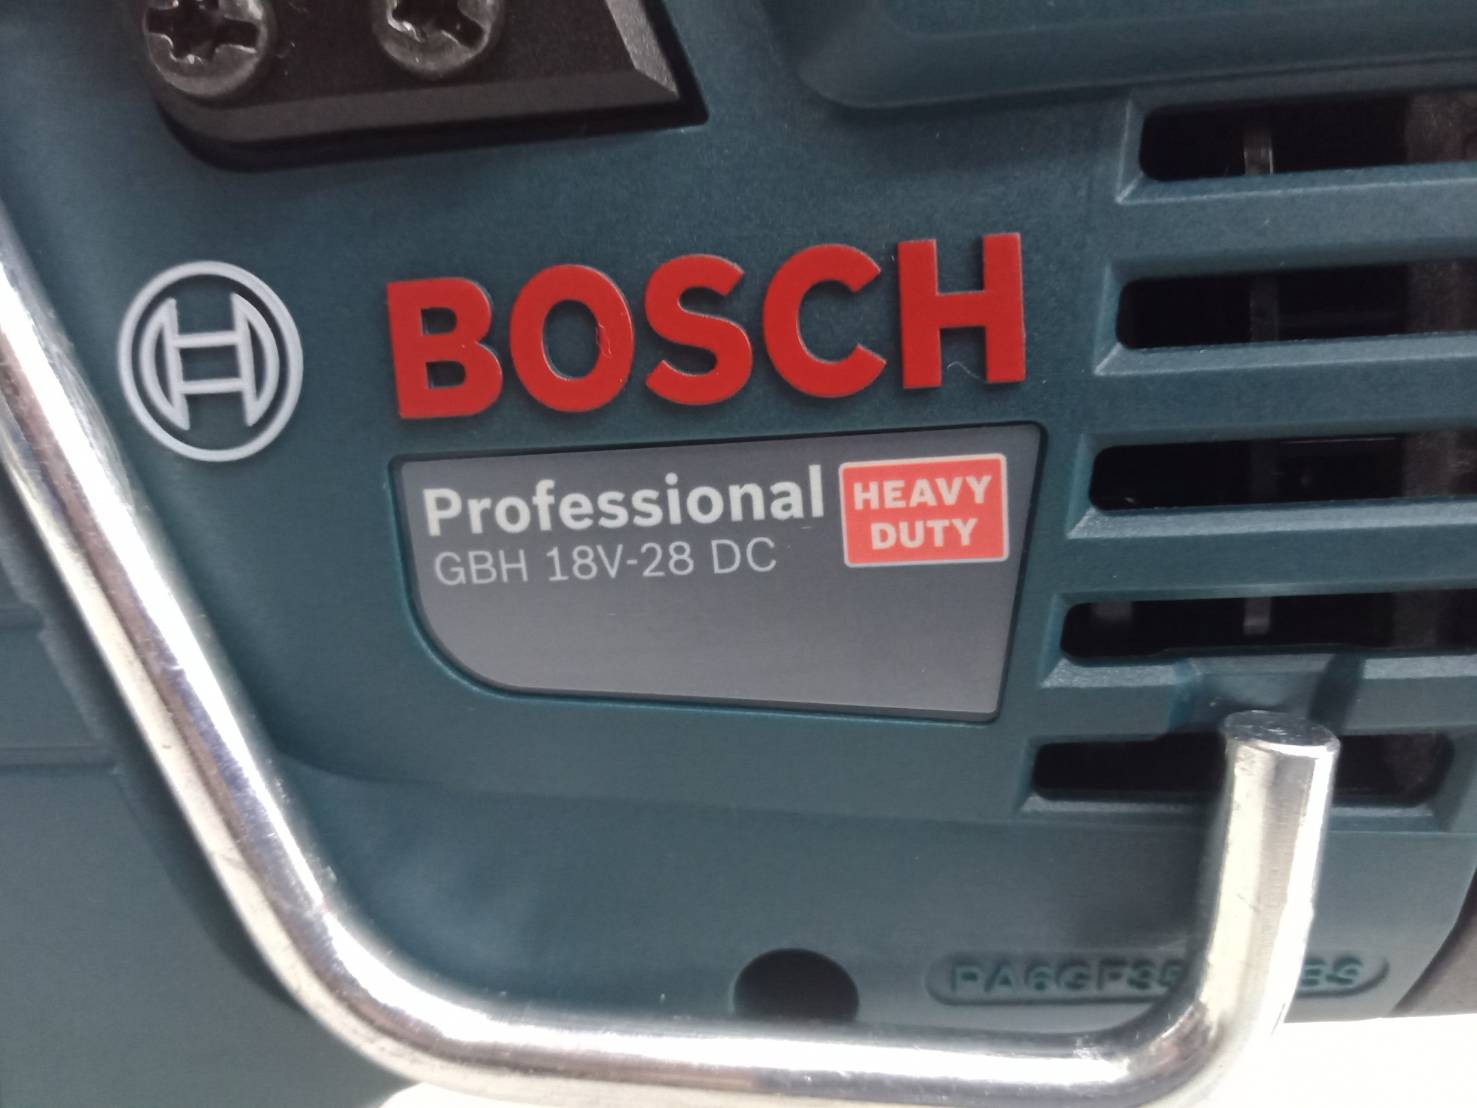 BOSCH
Professional
HEAVY
DUTY
GBH 18V-28 DC